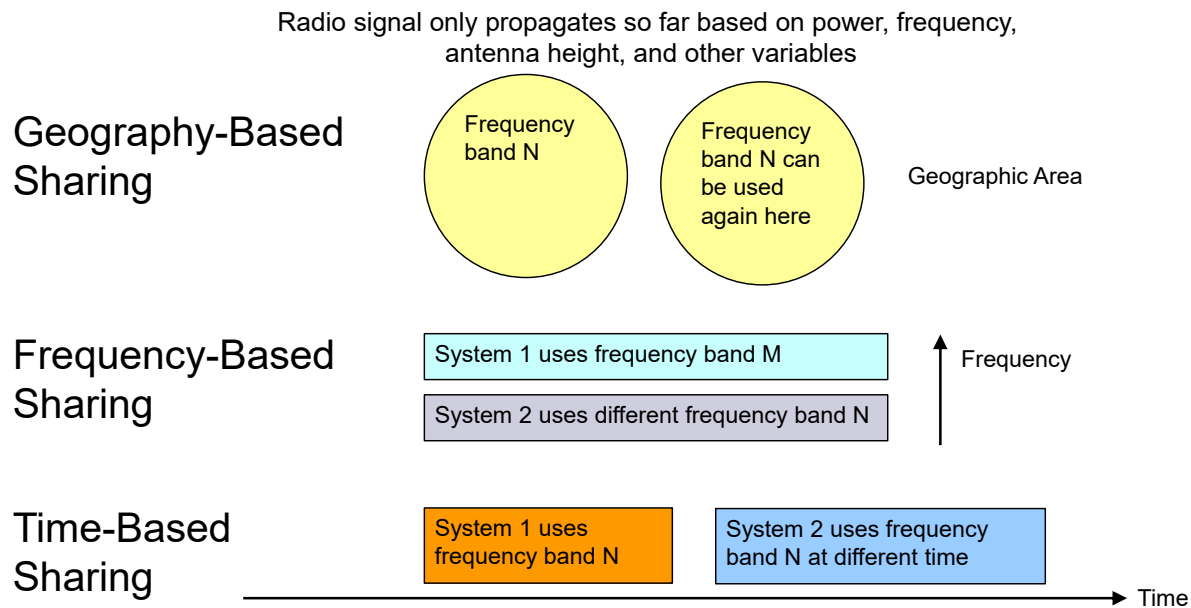 Radio signal only propagates so far based on power, frequency,
antenna height, and other variables
Geography-Based
Sharing
Frequency
band N
Frequency
band N can
be used
again here
Geographic Area
Frequency-Based
Sharing
System 1 uses frequency band M
System 2 uses different frequency band N
Frequency
Time-Based
Sharing
System 1 uses
frequency band N
System 2 uses frequency
band N at different time
Time